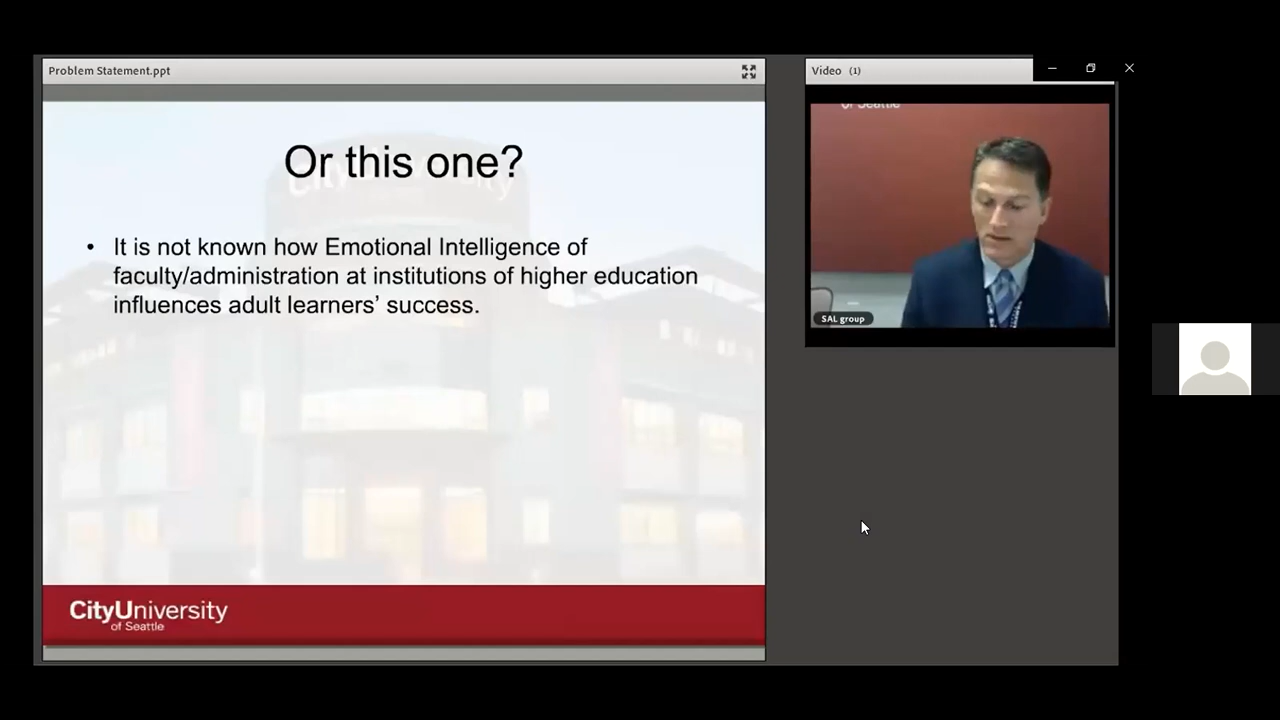 Problem Statement.ppt
Video (1)
Or this one?
• It is not known how Emotional Intelligence of
faculty/administration at institutions of higher education
influences adult learners’ success.
of Seattle
SAL group
CityUniversity
of Seattle